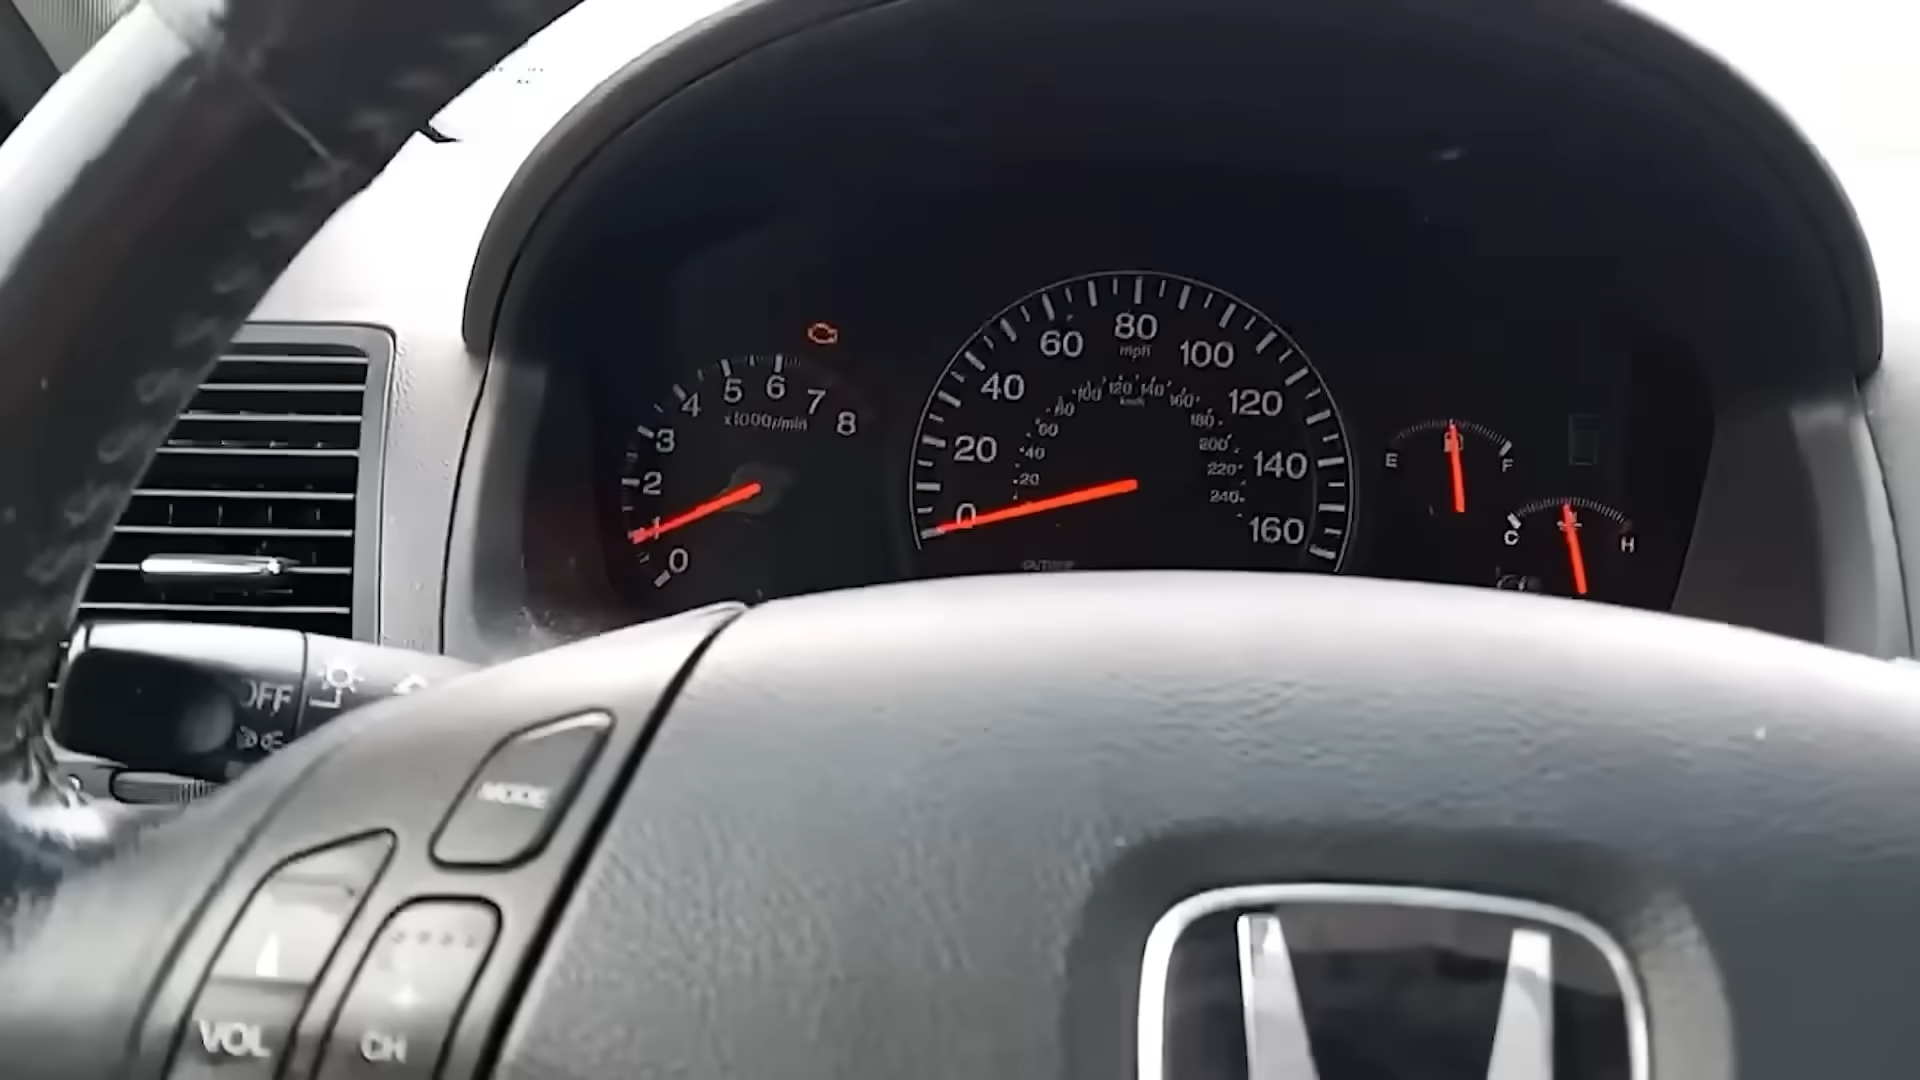 0 1 2 3 4 5 6 7 8
x1000r/min
0 20 40 60 80 100 120 140 160
mph
20 40 60 80 100 120 140 160 180 200 220 240
km/h
E F
C H
OFF
MODE
VOL
CH